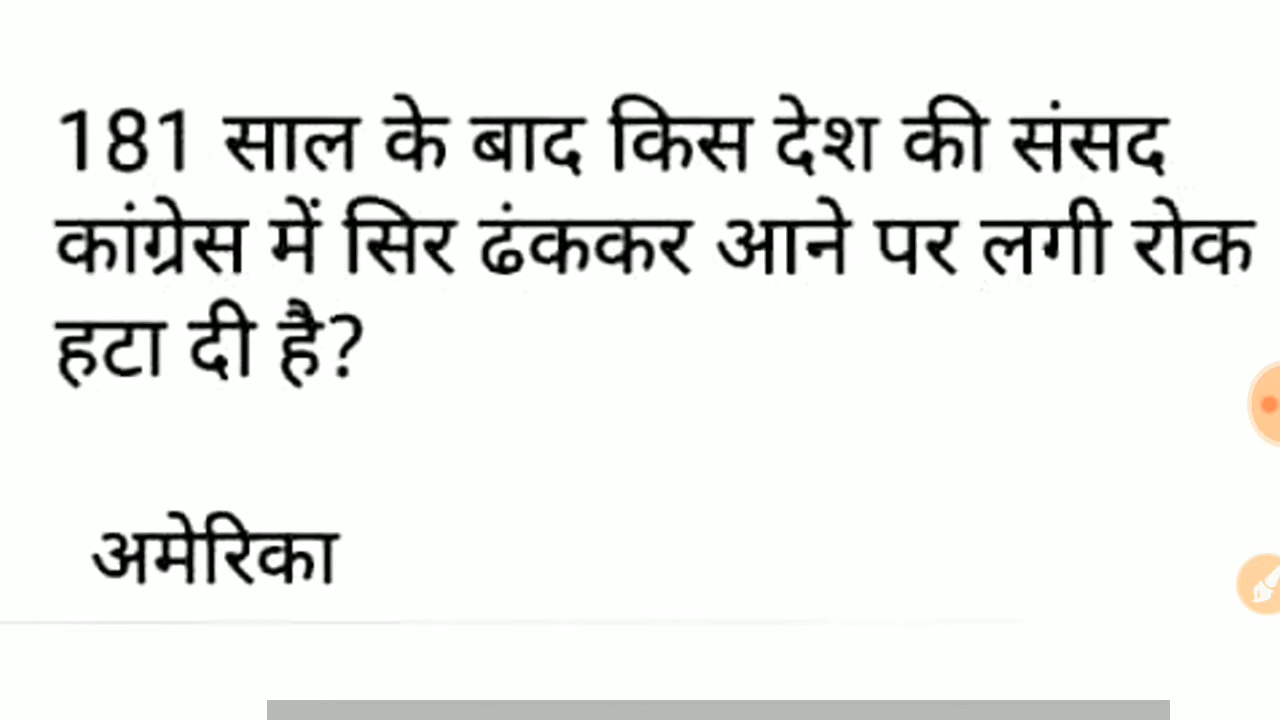 181 साल के बाद किस देश की संसद
कांग्रेस में सिर ढंककर आने पर लगी रोक
हटा दी है?
अमेरिका